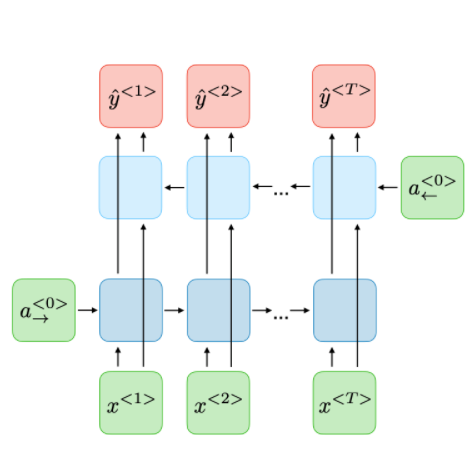 ŷ<1> ŷ<2> ŷ<T>
... a←<0>
a→<0> ...
x<1> x<2> x<T>